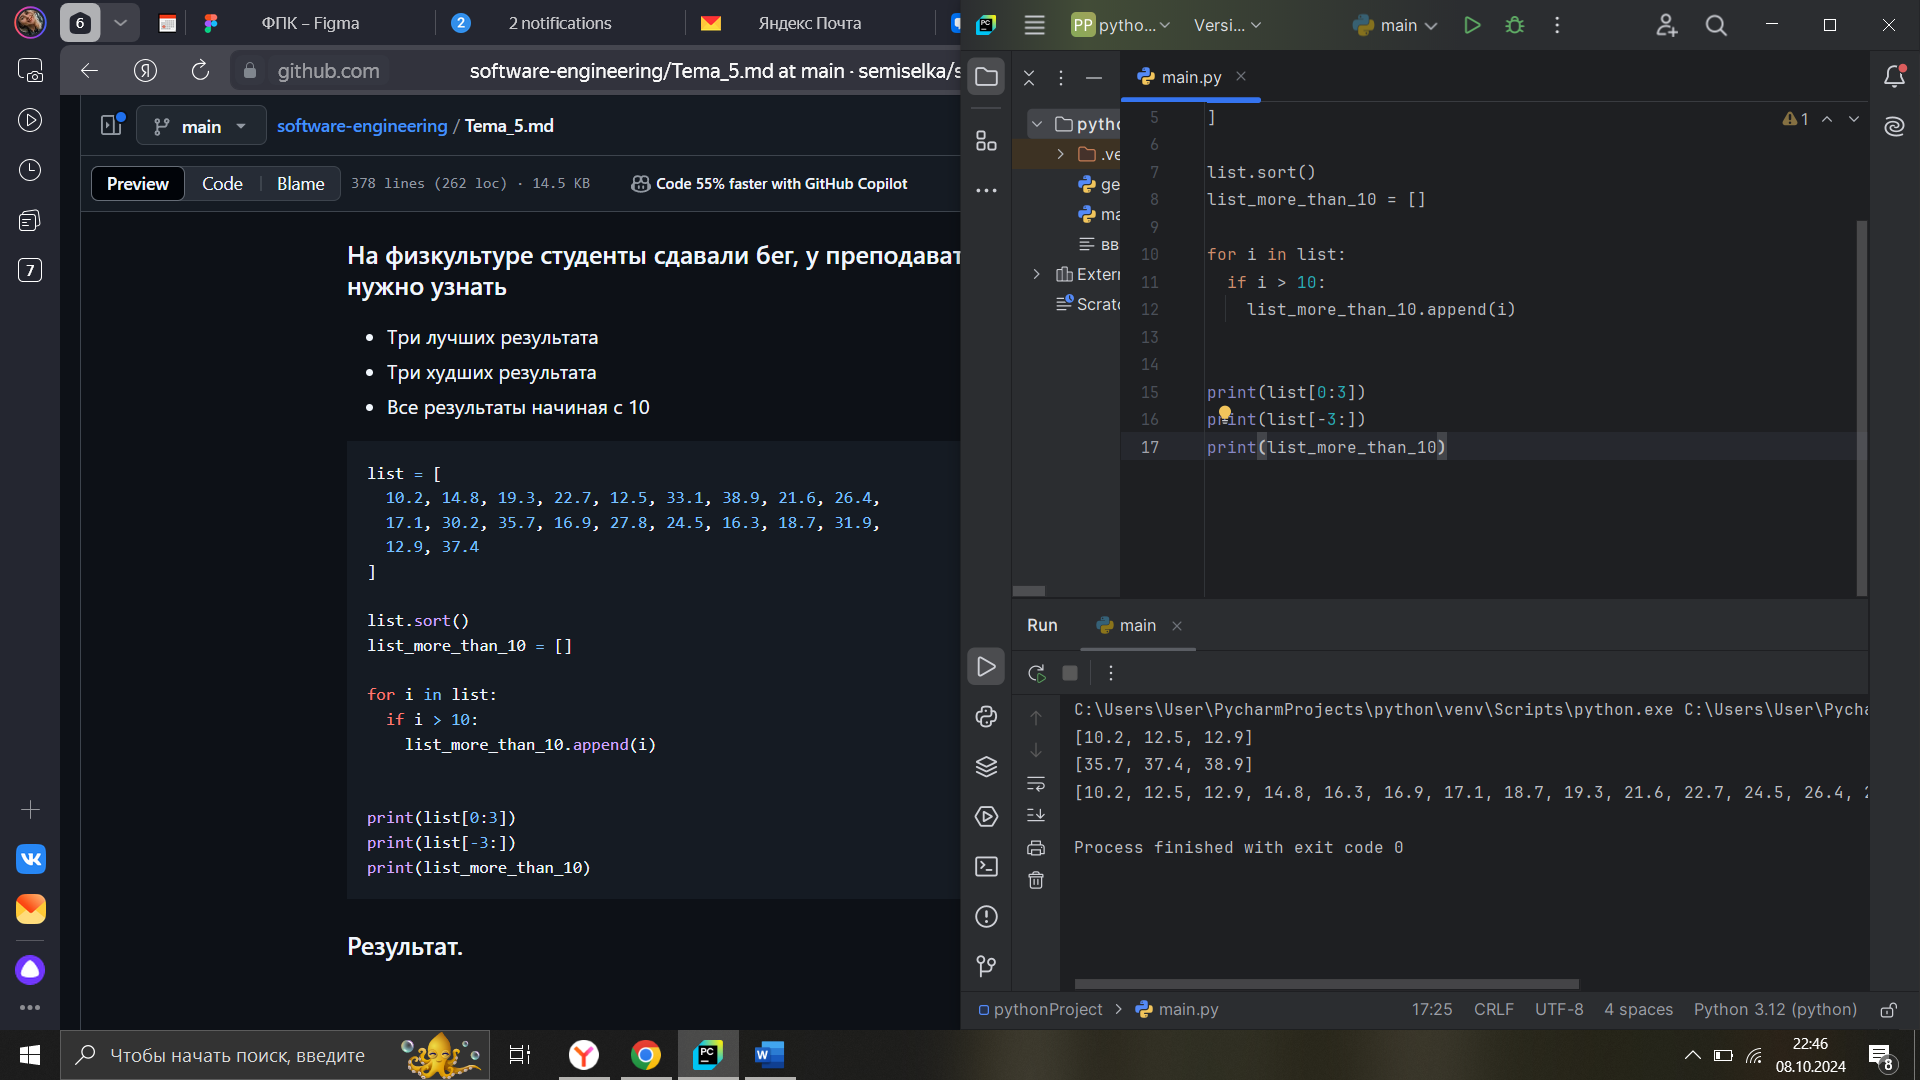 6
ФПК – Figma
2
2 notifications
Яндекс Почта
github.com
software-engineering/Tema_5.md at main · semiselka/s
7
main
software-engineering / Tema_5.md
Preview
Code
Blame
378 lines (262 loc) · 14.5 KB
Code 55% faster with GitHub Copilot
На физкультуре студенты сдавали бег, у преподават
нужно узнать
Три лучших результата
Три худших результата
Все результаты начиная с 10
list = [
10.2, 14.8, 19.3, 22.7, 12.5, 33.1, 38.9, 21.6, 26.4,
17.1, 30.2, 35.7, 16.9, 27.8, 24.5, 16.3, 18.7, 31.9,
12.9, 37.4
]
list.sort()
list_more_than_10 = []
for i in list:
if i > 10:
list_more_than_10.append(i)
print(list[0:3])
print(list[-3:])
print(list_more_than_10)
Результат.
PC
PP
pytho...
Versi...
main
main.py
pytho
.ve
ge
ma
вв
Exter
Scratc
5 ]
6
7 list.sort()
8 list_more_than_10 = []
9
10 for i in list:
11 if i > 10:
12 list_more_than_10.append(i)
13
14
15 print(list[0:3])
16 print(list[-3:])
17 print(list_more_than_10)
1
Run
main
C:\Users\User\PycharmProjects\python\venv\Scripts\python.exe C:\Users\User\Pych
[10.2, 12.5, 12.9]
[35.7, 37.4, 38.9]
[10.2, 12.5, 12.9, 14.8, 16.3, 16.9, 17.1, 18.7, 19.3, 21.6, 22.7, 24.5, 26.4, 2
Process finished with exit code 0
pythonProject
main.py
17:25
CRLF
UTF-8
4 spaces
Python 3.12 (python)
Чтобы начать поиск, введите
22:46
08.10.2024
8